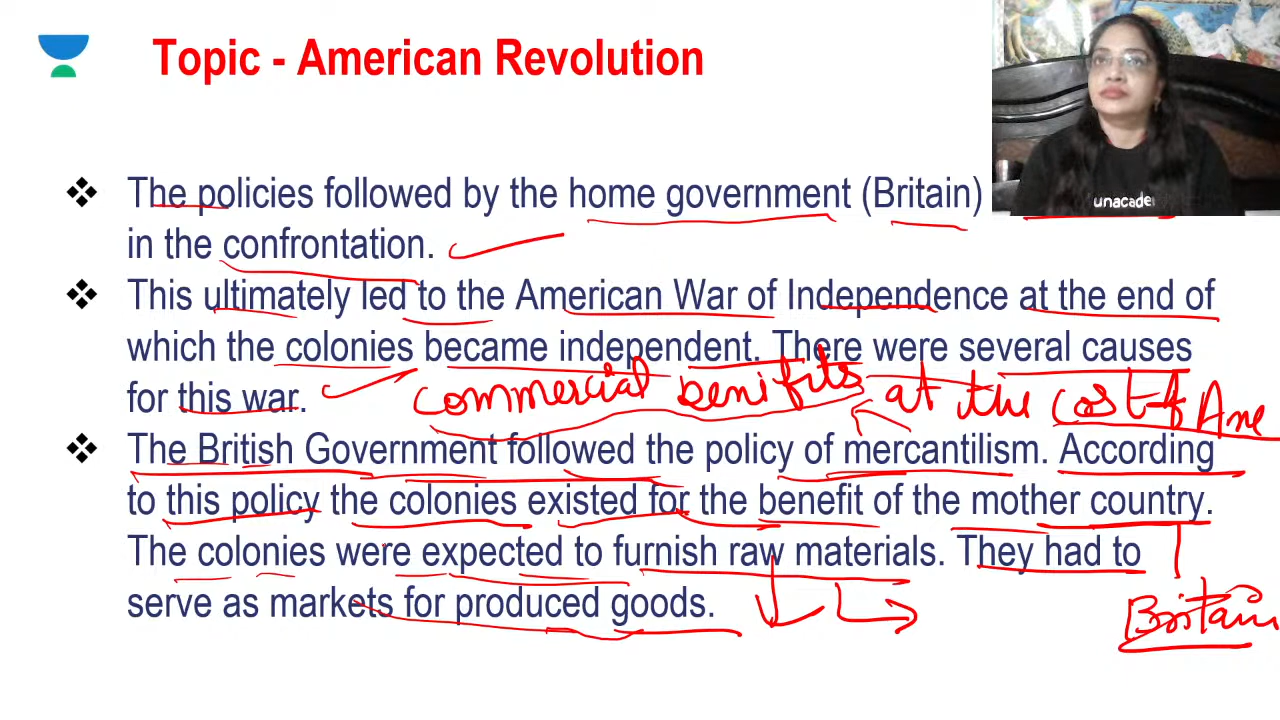 Topic - American Revolution
unacade
❖ The policies followed by the home government (Britain)
in the confrontation.
❖ This ultimately led to the American War of Independence at the end of
which the colonies became independent. There were several causes
for this war.
commercial benifits at the cost of Ame
❖ The British Government followed the policy of mercantilism. According
to this policy the colonies existed for the benefit of the mother country.
The colonies were expected to furnish raw materials. They had to
serve as markets for produced goods.
Britain